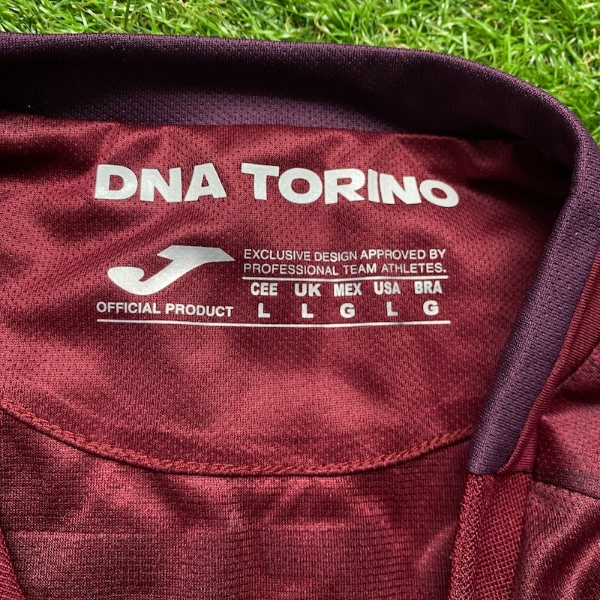 DNA TORINO
EXCLUSIVE DESIGN APPROVED BY
PROFESSIONAL TEAM ATHLETES.
CEE UK MEX USA BRA
OFFICIAL PRODUCT L L G L G